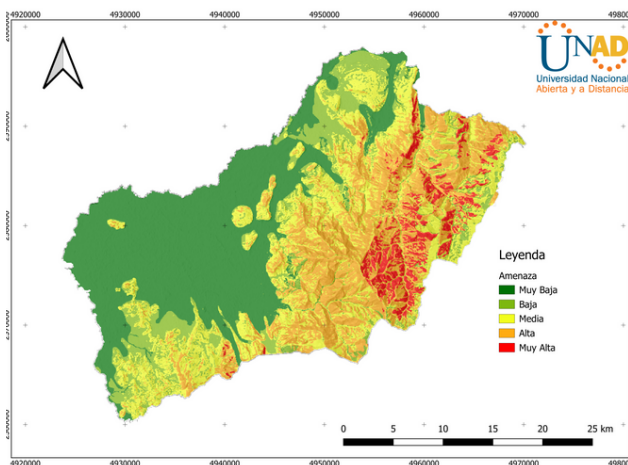 4920000 4930000 4940000 4950000 4960000 4970000
UNAD
Universidad Nacional
Abierta y a Distancia
Leyenda
Amenaza
Muy Baja
Baja
Media
Alta
Muy Alta
0 5 10 15 20 25 km
4920000 4930000 4940000 4950000 4960000 4970000